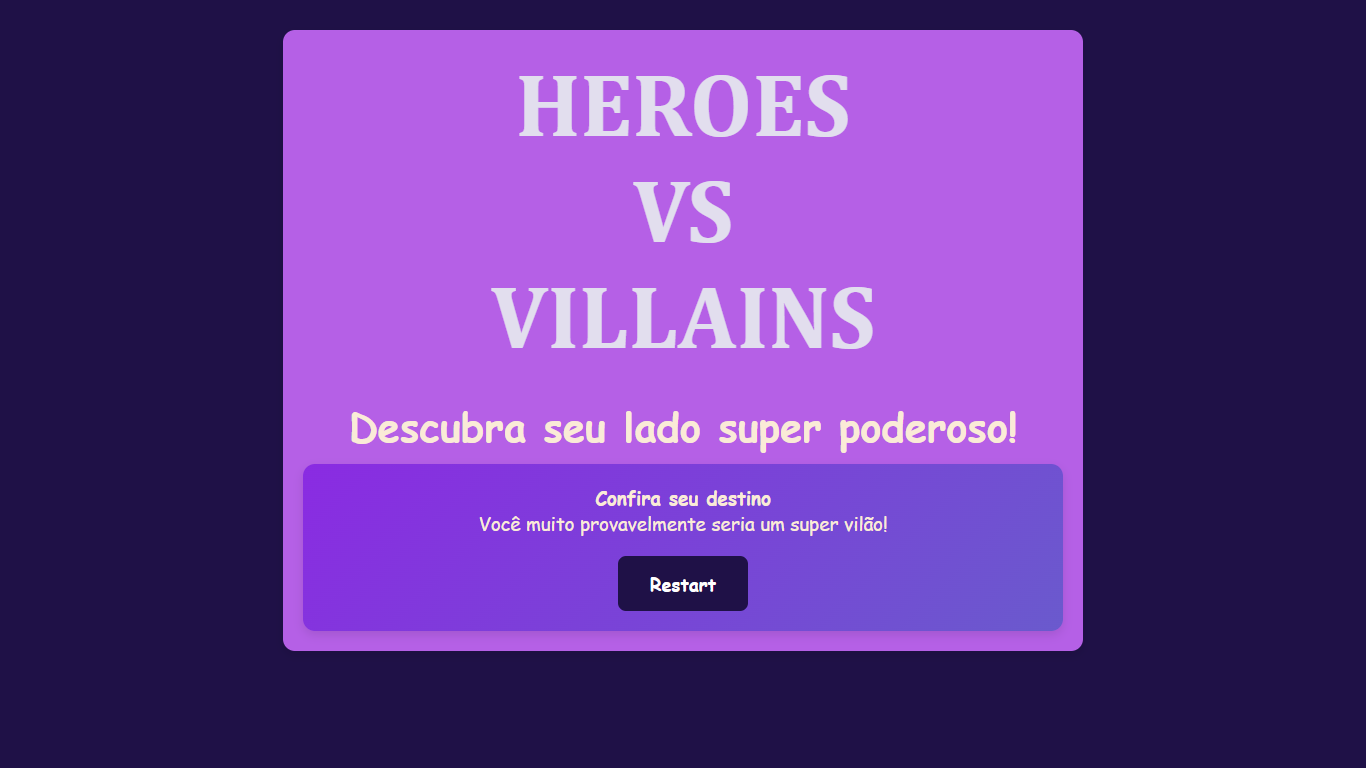 HEROES
VS
VILLAINS
Descubra seu lado super poderoso!
Confira seu destino
Você muito provavelmente seria um super vilão!
Restart